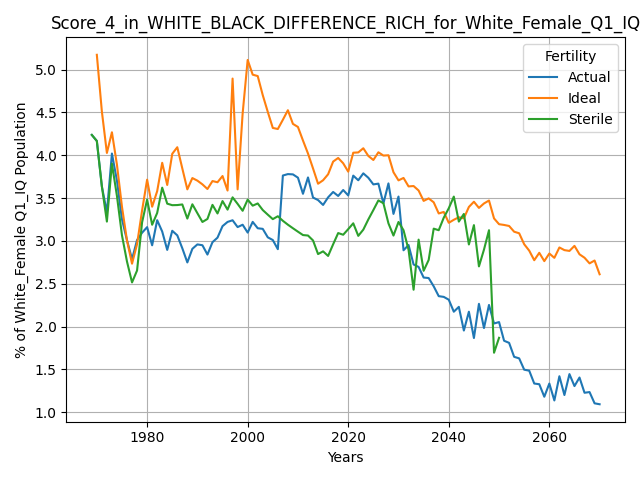 Score_4_in_WHITE_BLACK_DIFFERENCE_RICH_for_White_Female_Q1_IQ
% of White_Female Q1_IQ Population
5.0
4.5
4.0
3.5
3.0
2.5
2.0
1.5
1.0
Fertility
Actual
Ideal
Sterile
1980
2000
2020
2040
2060
Years